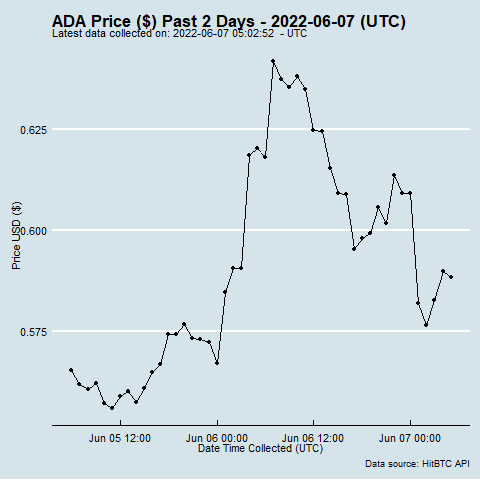 ADA Price ($) Past 2 Days - 2022-06-07 (UTC)
Latest data collected on: 2022-06-07 05:02:52 - UTC
Price USD ($)
0.625
0.600
0.575
Jun 05 12:00 Jun 06 00:00 Jun 06 12:00 Jun 07 00:00
Date Time Collected (UTC)
Data source: HitBTC API